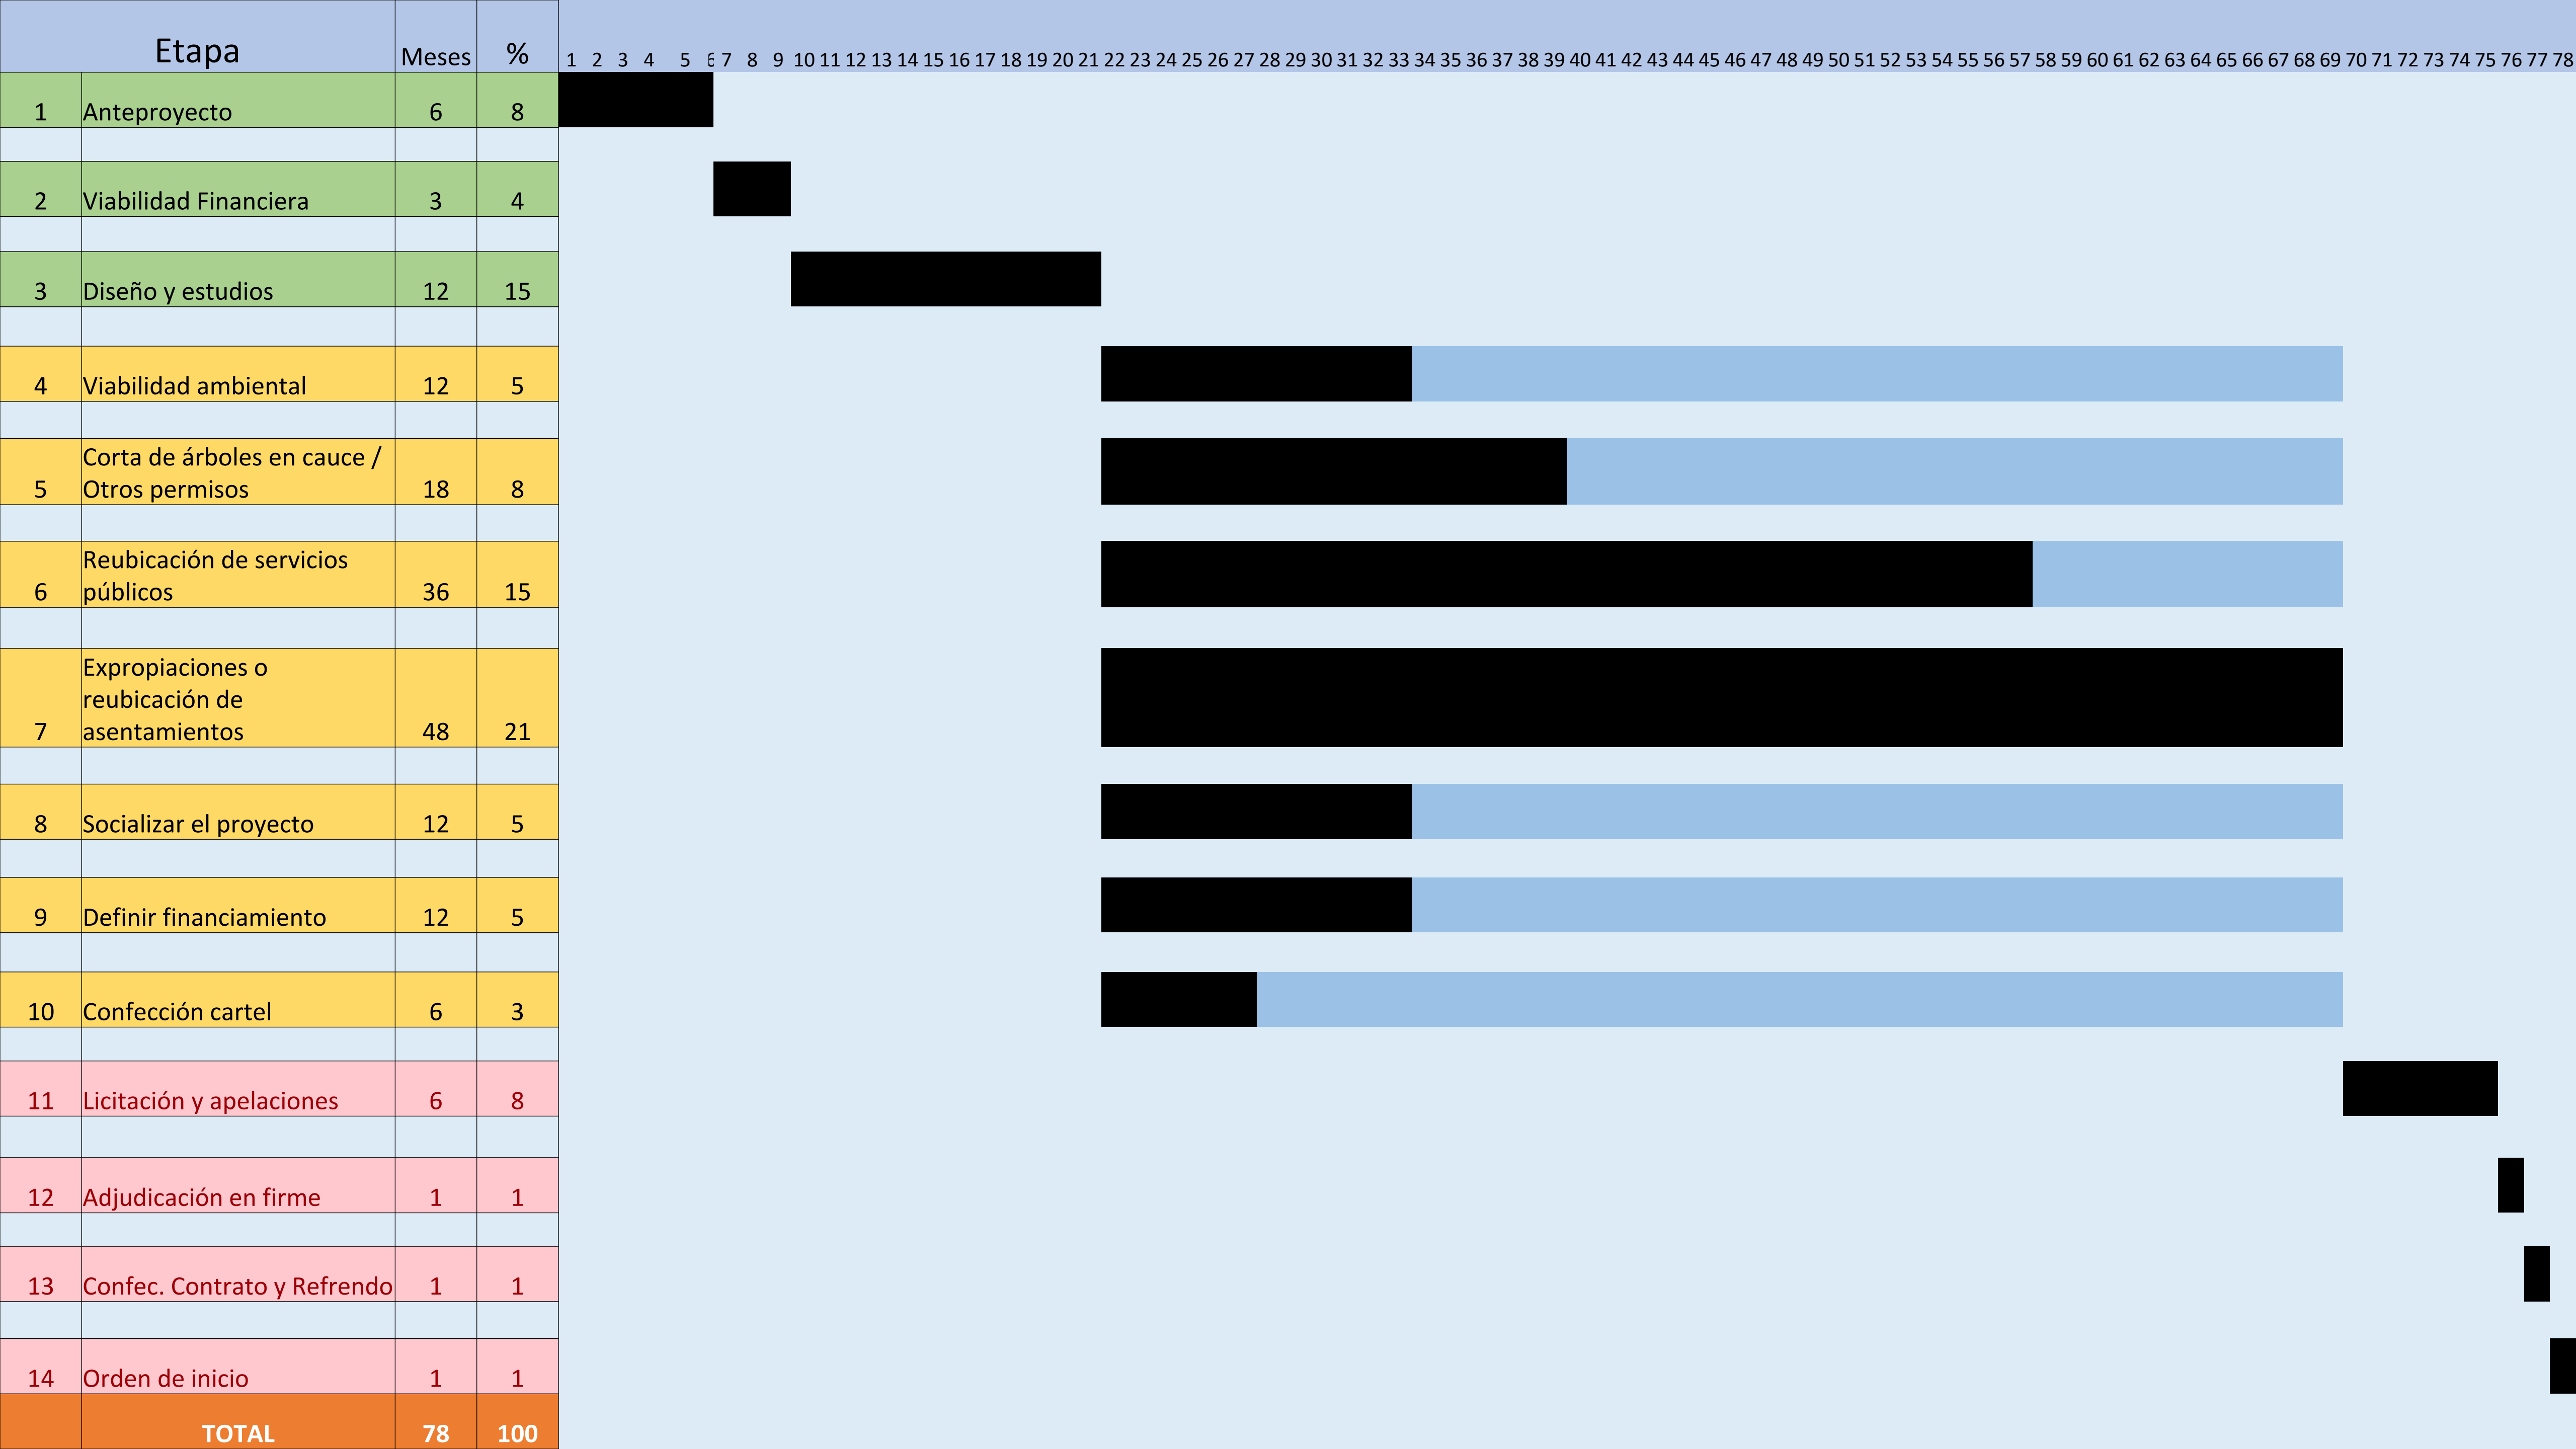 Etapa Meses % 1 2 3 4 5 6 7 8 9 10 11 12 13 14 15 16 17 18 19 20 21 22 23 24 25 26 27 28 29 30 31 32 33 34 35 36 37 38 39 40 41 42 43 44 45 46 47 48 49 50 51 52 53 54 55 56 57 58 59 60 61 62 63 64 65 66 67 68 69 70 71 72 73 74 75 76 77 78
1 Anteproyecto 6 8
2 Viabilidad Financiera 3 4
3 Diseño y estudios 12 15
4 Viabilidad ambiental 12 5
Corta de árboles en cauce /
5 Otros permisos 18 8
Reubicación de servicios
6 públicos 36 15
Expropiaciones o
reubicación de
7 asentamientos 48 21
8 Socializar el proyecto 12 5
9 Definir financiamiento 12 5
10 Confección cartel 6 3
11 Licitación y apelaciones 6 8
12 Adjudicación en firme 1 1
13 Confec. Contrato y Refrendo 1 1
14 Orden de inicio 1 1
TOTAL 78 100